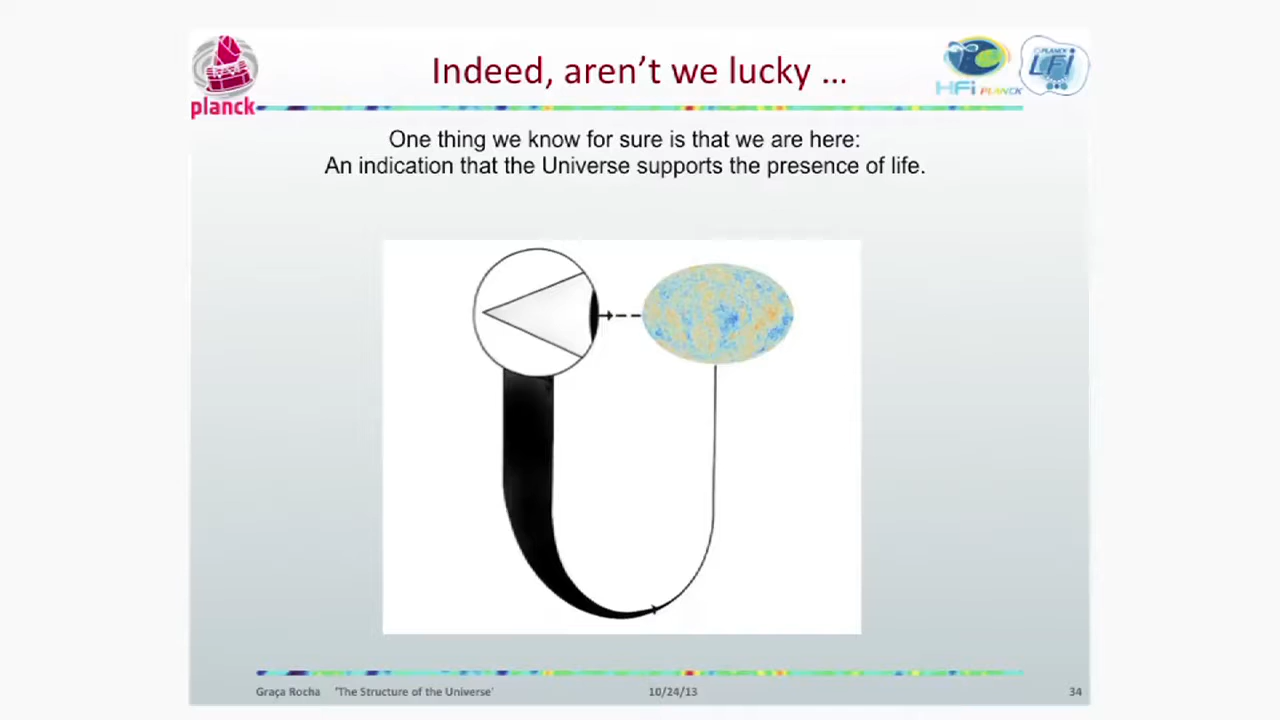 Indeed, aren't we lucky ...
planck
HFi PLANCK
PLANCK
LFi
One thing we know for sure is that we are here:
An indication that the Universe supports the presence of life.
Graça Rocha 'The Structure of the Universe' 10/24/13 34